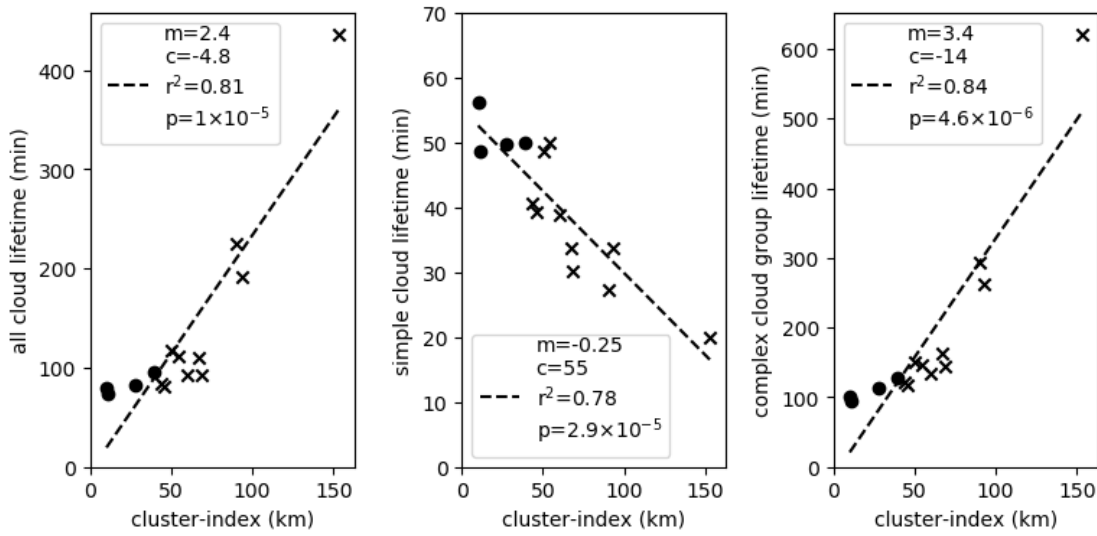 all cloud lifetime (min)
400
300
200
100
0
m=2.4
c=-4.8
r²=0.81
p=1×10⁻⁵
0 50 100 150
cluster-index (km)
simple cloud lifetime (min)
70
60
50
40
30
20
10
0
m=-0.25
c=55
r²=0.78
p=2.9×10⁻⁵
0 50 100 150
cluster-index (km)
complex cloud group lifetime (min)
600
500
400
300
200
100
0
m=3.4
c=-14
r²=0.84
p=4.6×10⁻⁶
0 50 100 150
cluster-index (km)